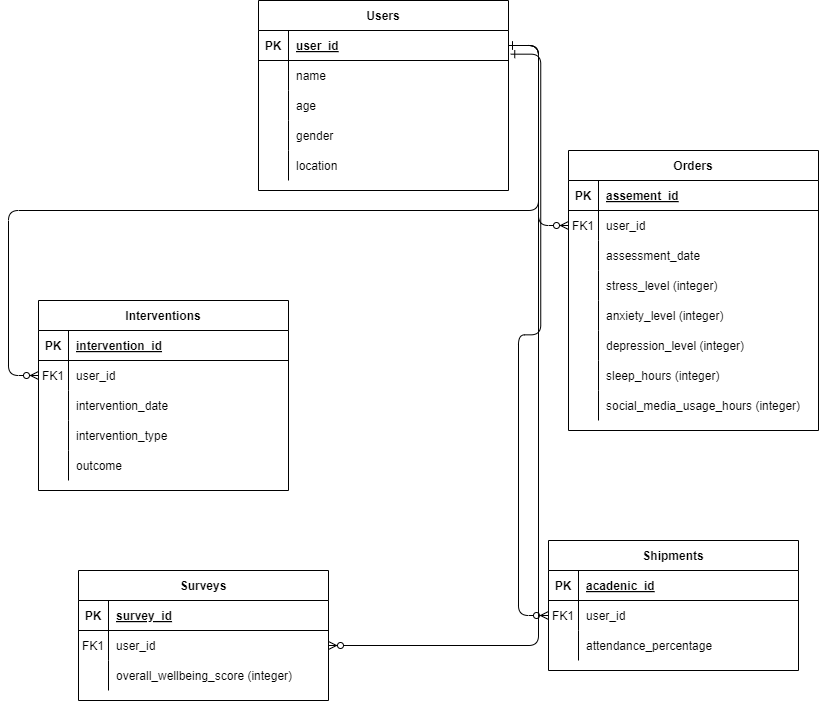 Users
PK user_id
name
age
gender
location
Orders
PK assement_id
FK1 user_id
assessment_date
stress_level (integer)
anxiety_level (integer)
depression_level (integer)
sleep_hours (integer)
social_media_usage_hours (integer)
Interventions
PK intervention_id
FK1 user_id
intervention_date
intervention_type
outcome
Shipments
PK acadenic_id
FK1 user_id
attendance_percentage
Surveys
PK survey_id
FK1 user_id
overall_wellbeing_score (integer)